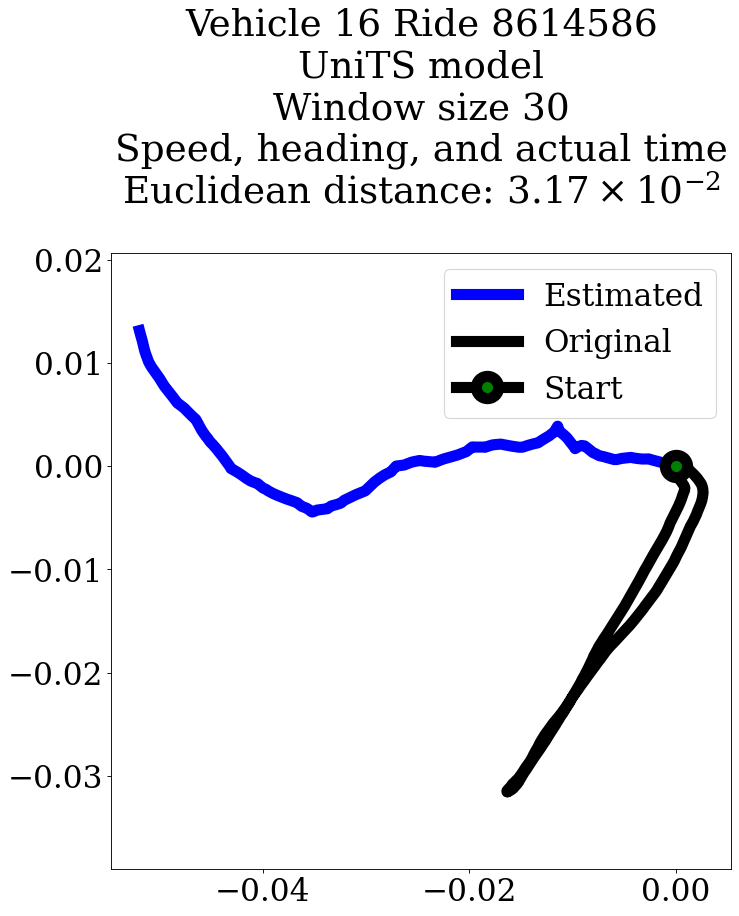 Vehicle 16 Ride 8614586
UniTS model
Window size 30
Speed, heading, and actual time
Euclidean distance: 3.17 × 10⁻²
0.02
0.01
0.00
−0.01
−0.02
−0.03
Estimated
Original
Start
−0.04
−0.02
0.00